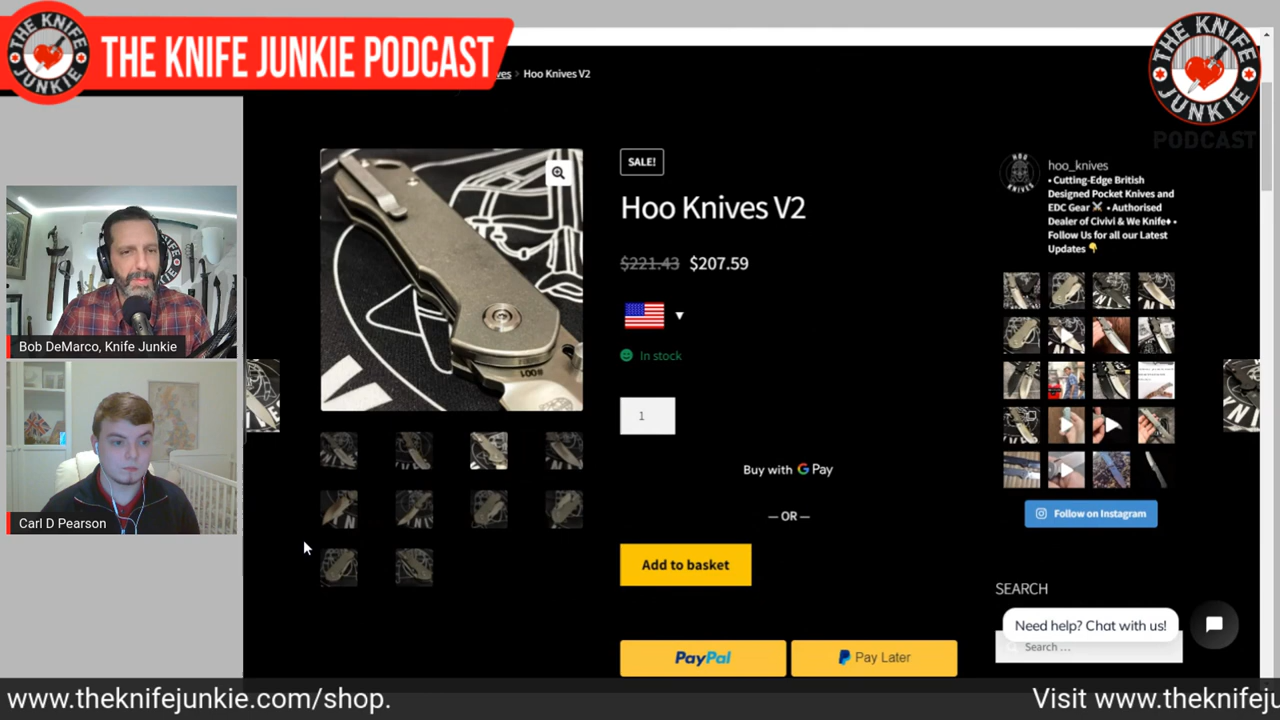 THE KNIFE JUNKIE
THE KNIFE JUNKIE PODCAST
THE KNIFE JUNKIE
PODCAST
ves > Hoo Knives V2
SALE!
Hoo Knives V2
$221.43 $207.59
In stock
1
Buy with G Pay
— OR —
Add to basket
PayPal
Pay Later
#001
HOO
KNIVES
hoo_knives
• Cutting-Edge British
Designed Pocket Knives and
EDC Gear ⚔ • Authorised
Dealer of Civivi & We Knife♦ •
Follow Us for all our Latest
Updates 👇
Follow on Instagram
SEARCH
Need help? Chat with us!
Search …
Bob DeMarco, Knife Junkie
Carl D Pearson
www.theknifejunkie.com/shop.
Visit www.theknifeju